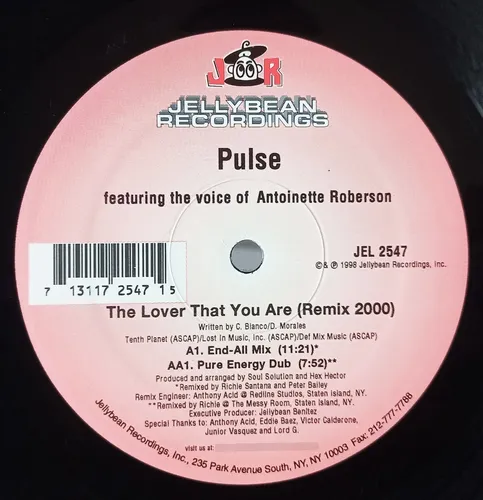 J R
JELLYBEAN
RECORDINGS
Pulse
featuring the voice of Antoinette Roberson
JEL 2547
© & ℗ 1998 Jellybean Recordings, Inc.
7 13117 2547 1 5
The Lover That You Are (Remix 2000)
Written by C. Blanco/D. Morales
Tenth Planet (ASCAP)/Lost In Music, Inc. (ASCAP)/Def Mix Music (ASCAP)
A1. End-All Mix (11:21)*
AA1. Pure Energy Dub (7:52)**
Produced and arranged by Soul Solution and Hex Hector
*Remixed by Richie Santana and Peter Bailey
Remix Engineer: Anthony Acid @ Redline Studios, Staten Island, NY.
**Remixed by Richie @ The Messy Room, Staten Island, NY.
Executive Producer: Jellybean Benitez
Special Thanks to: Anthony Acid, Eddie Baez, Victor Calderone,
Junior Vasquez and Lord G.
visit us at:
Jellybean Recordings, Inc., 235 Park Avenue South, NY, NY 10003 Fax: 212-777-7788